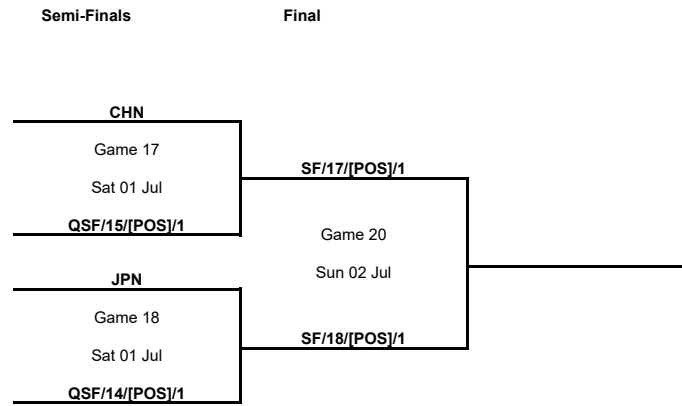 Semi-Finals Final
CHN
Game 17
SF/17/[POS]/1
Sat 01 Jul
QSF/15/[POS]/1
Game 20
Sun 02 Jul
JPN
Game 18
SF/18/[POS]/1
Sat 01 Jul
QSF/14/[POS]/1